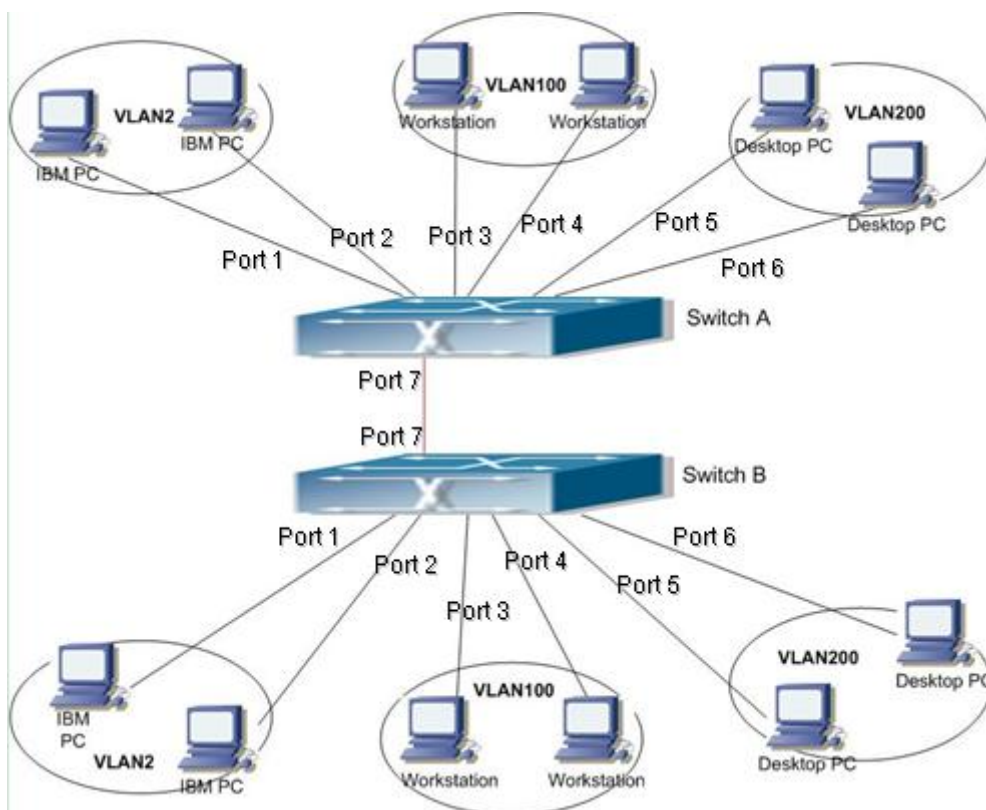 VLAN2
IBM PC
IBM PC
VLAN100
Workstation
Workstation
VLAN200
Desktop PC
Desktop PC
Port 1
Port 2
Port 3
Port 4
Port 5
Port 6
Switch A
Port 7
Port 7
Switch B
Port 1
Port 2
Port 3
Port 4
Port 5
Port 6
IBM
PC
VLAN2
IBM PC
VLAN100
Workstation
Workstation
VLAN200
Desktop PC
Desktop PC